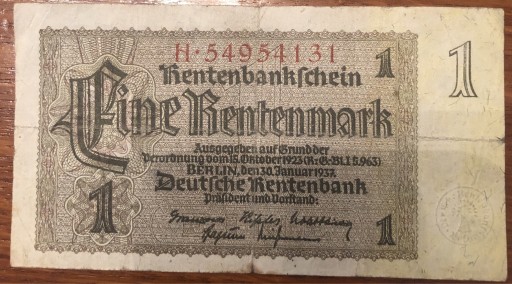 H·54954131
Rentenbankschein
1
1
Eine Rentenmark
Ausgegeben auf Grund der
Verordnung vom 15. Oktober 1923 (R.G.Bl.I S.963)
BERLIN, den 30. Januar 1937.
Deutsche Rentenbank
Präsident und Vorstand:
1
1